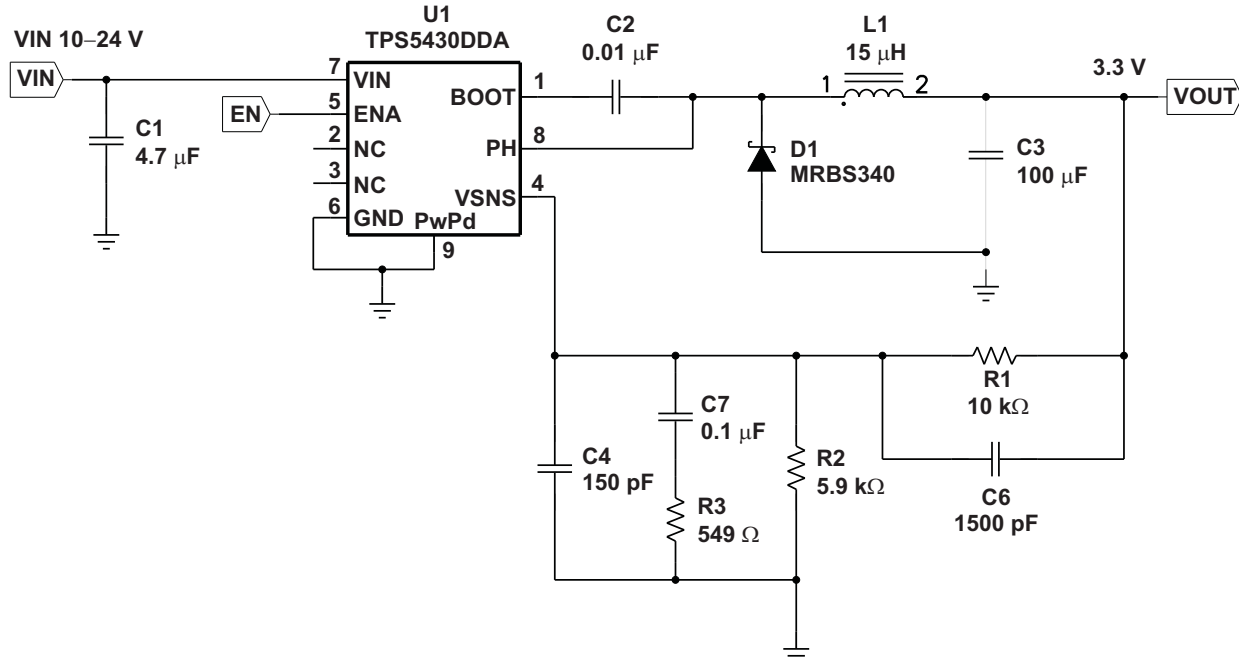 VIN 10–24 V
VIN
C1
4.7 μF
EN
U1
TPS5430DDA
7
VIN
5
ENA
2
NC
3
NC
6
GND
BOOT
1
PH
8
VSNS
4
PwPd
9
C2
0.01 μF
L1
15 μH
1
2
3.3 V
VOUT
D1
MRBS340
C3
100 μF
C4
150 pF
C7
0.1 μF
R3
549 Ω
R2
5.9 kΩ
R1
10 kΩ
C6
1500 pF